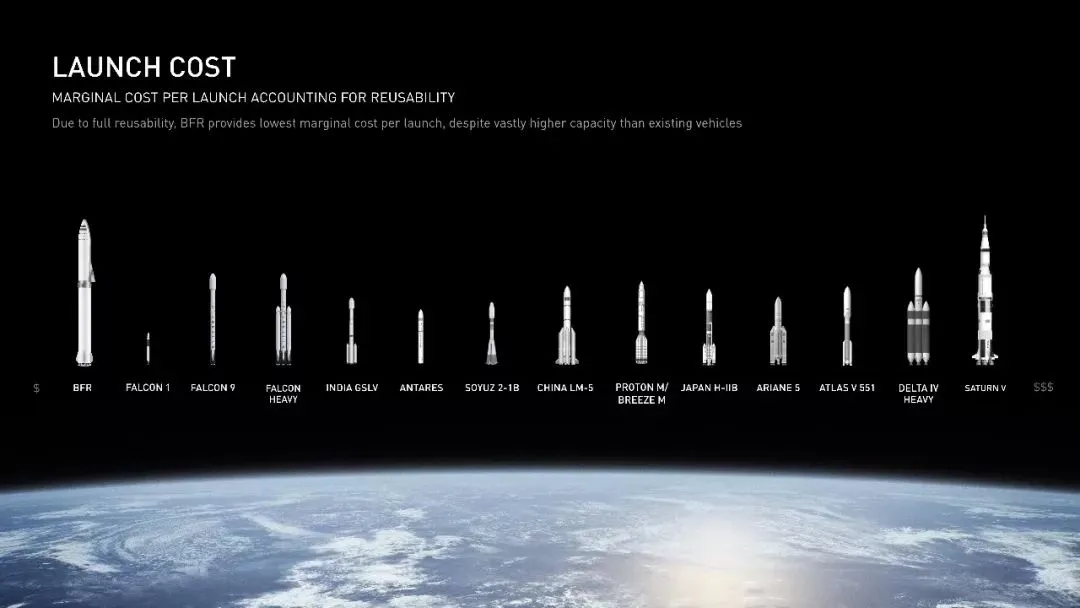 LAUNCH COST
MARGINAL COST PER LAUNCH ACCOUNTING FOR REUSABILITY
Due to full reusability, BFR provides lowest marginal cost per launch, despite vastly higher capacity than existing vehicles
$
BFR
FALCON 1
FALCON 9
FALCON
HEAVY
INDIA GSLV
ANTARES
SOYUZ 2-1B
CHINA LM-5
PROTON M/
BREEZE M
JAPAN H-IIB
ARIANE 5
ATLAS V 551
DELTA IV
HEAVY
SATURN V
$$$